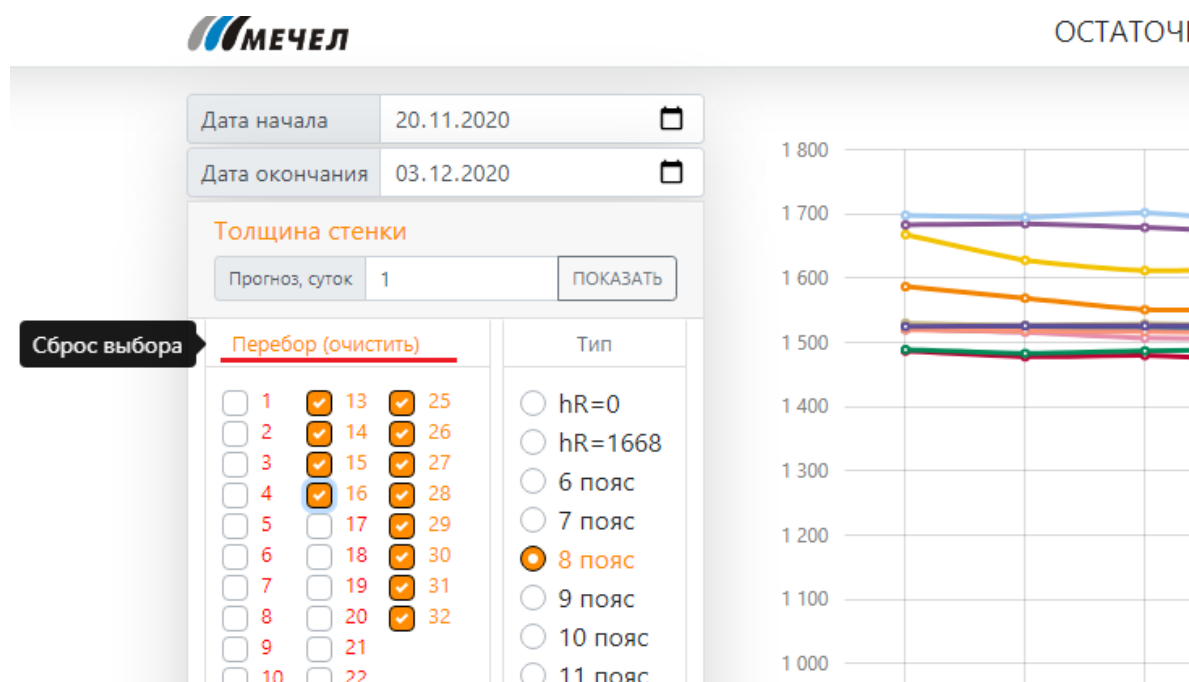 МЕЧЕЛ
ОСТАТОЧН
Дата начала 20.11.2020
Дата окончания 03.12.2020
Толщина стенки
Прогноз, суток 1 ПОКАЗАТЬ
Сброс выбора
Перебор (очистить)
Тип
1 13 25
2 14 26
3 15 27
4 16 28
5 17 29
6 18 30
7 19 31
8 20 32
9 21
10 22
hR=0
hR=1668
6 пояс
7 пояс
8 пояс
9 пояс
10 пояс
11 пояс
1 800
1 700
1 600
1 500
1 400
1 300
1 200
1 100
1 000